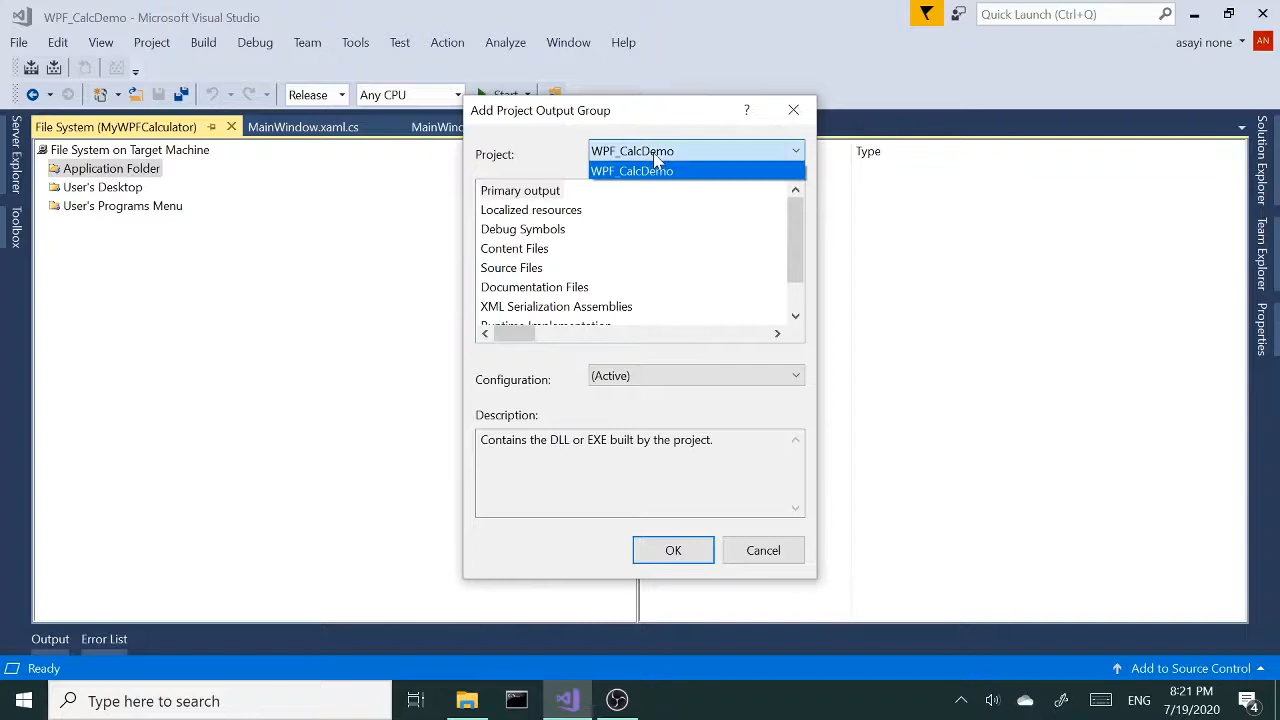 WPF_CalcDemo - Microsoft Visual Studio
Quick Launch (Ctrl+Q)
File Edit View Project Build Debug Team Tools Test Action Analyze Window Help
asayi none
AN
Release
Any CPU
Start
File System (MyWPFCalculator)
MainWindow.xaml.cs
MainWind
File System on Target Machine
Application Folder
User's Desktop
User's Programs Menu
Server Explorer
Toolbox
Add Project Output Group
?
Project:
WPF_CalcDemo
WPF_CalcDemo
Primary output
Localized resources
Debug Symbols
Content Files
Source Files
Documentation Files
XML Serialization Assemblies
Configuration:
(Active)
Description:
Contains the DLL or EXE built by the project.
OK
Cancel
Type
Solution Explorer
Team Explorer
Properties
Output
Error List
Ready
Add to Source Control
Type here to search
ENG
8:21 PM
7/19/2020
4